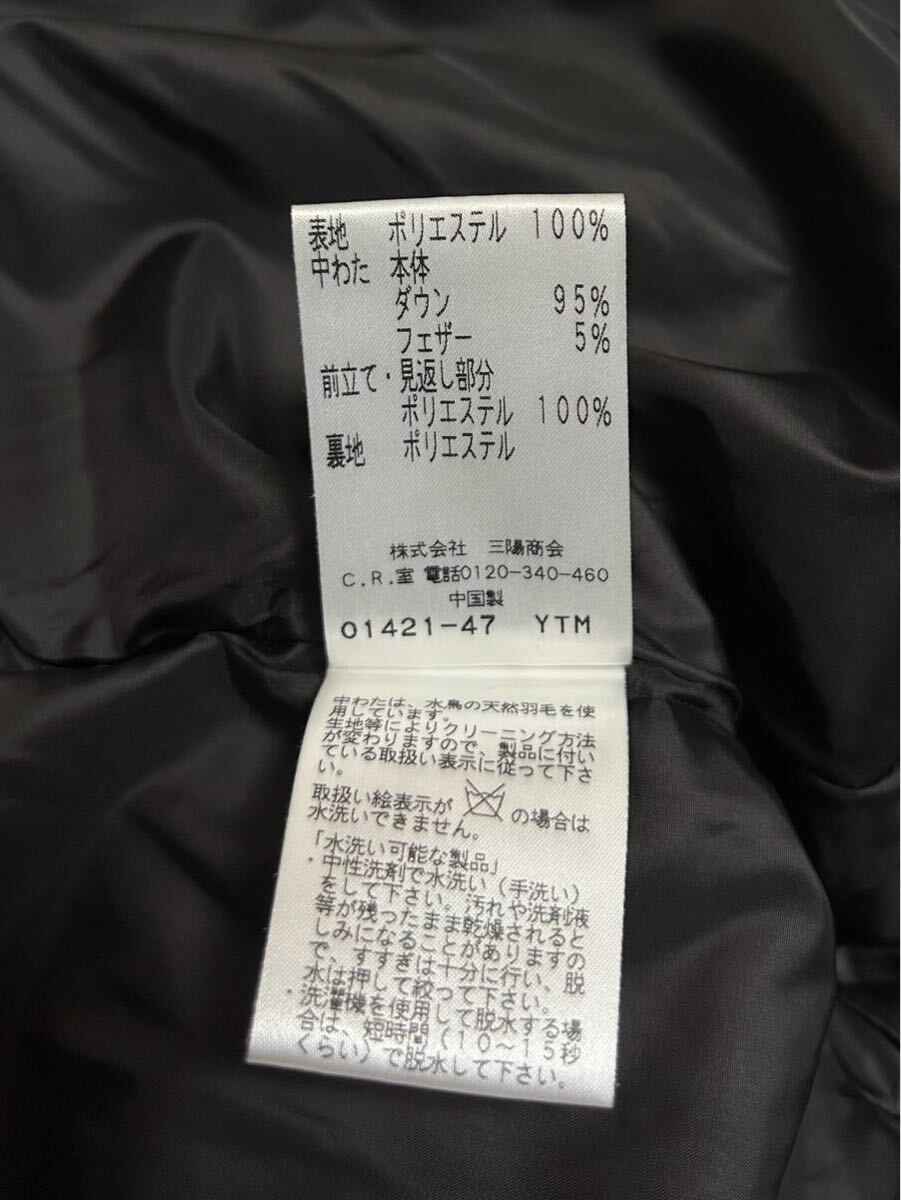 表地 ポリエステル 100%
中わた 本体
ダウン 95%
フェザー 5%
前立て・見返し部分
ポリエステル 100%
裏地 ポリエステル
株式会社 三陽商会
C.R.室 電話0120-340-460
中国製
01421-47 YTM
中わたは、水鳥の天然羽毛を使
用しています。
生地等によりクリーニング方法
が変わりますので、製品に付い
ている取扱い表示に従って下さ
い。
取扱い絵表示が の場合は
水洗いできません。
「水洗い可能な製品」
・中性洗剤で水洗い(手洗い)
をして下さい。汚れや洗剤液
等が残ったまま乾燥されると
しみになることがありますの
で、すすぎは十分に行い、脱
水は押して絞って下さい。
・洗濯機を使用して脱水する場
合は、短時間(10〜15秒
くらい)で脱水して下さい。